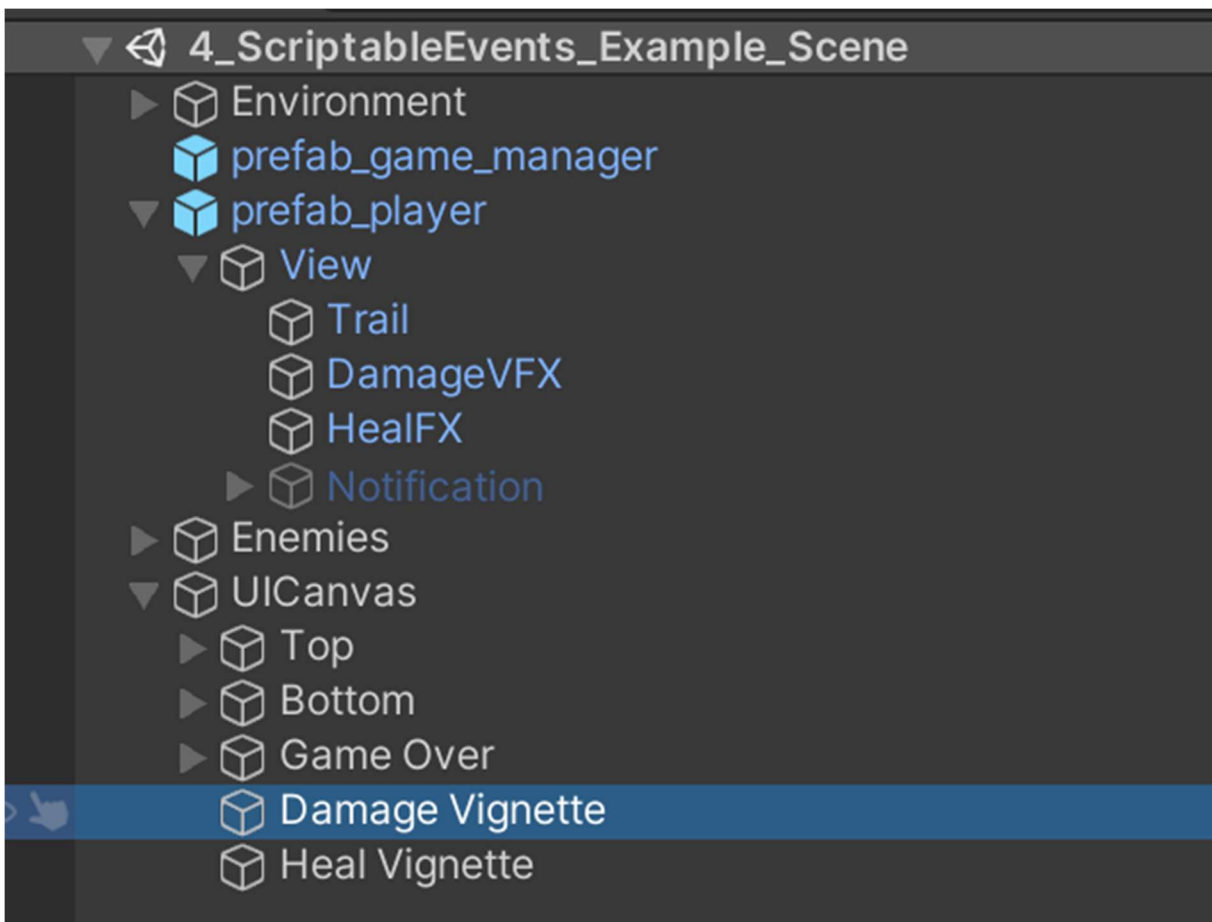 4_ScriptableEvents_Example_Scene
Environment
prefab_game_manager
prefab_player
View
Trail
DamageVFX
HealFX
Notification
Enemies
UICanvas
Top
Bottom
Game Over
Damage Vignette
Heal Vignette